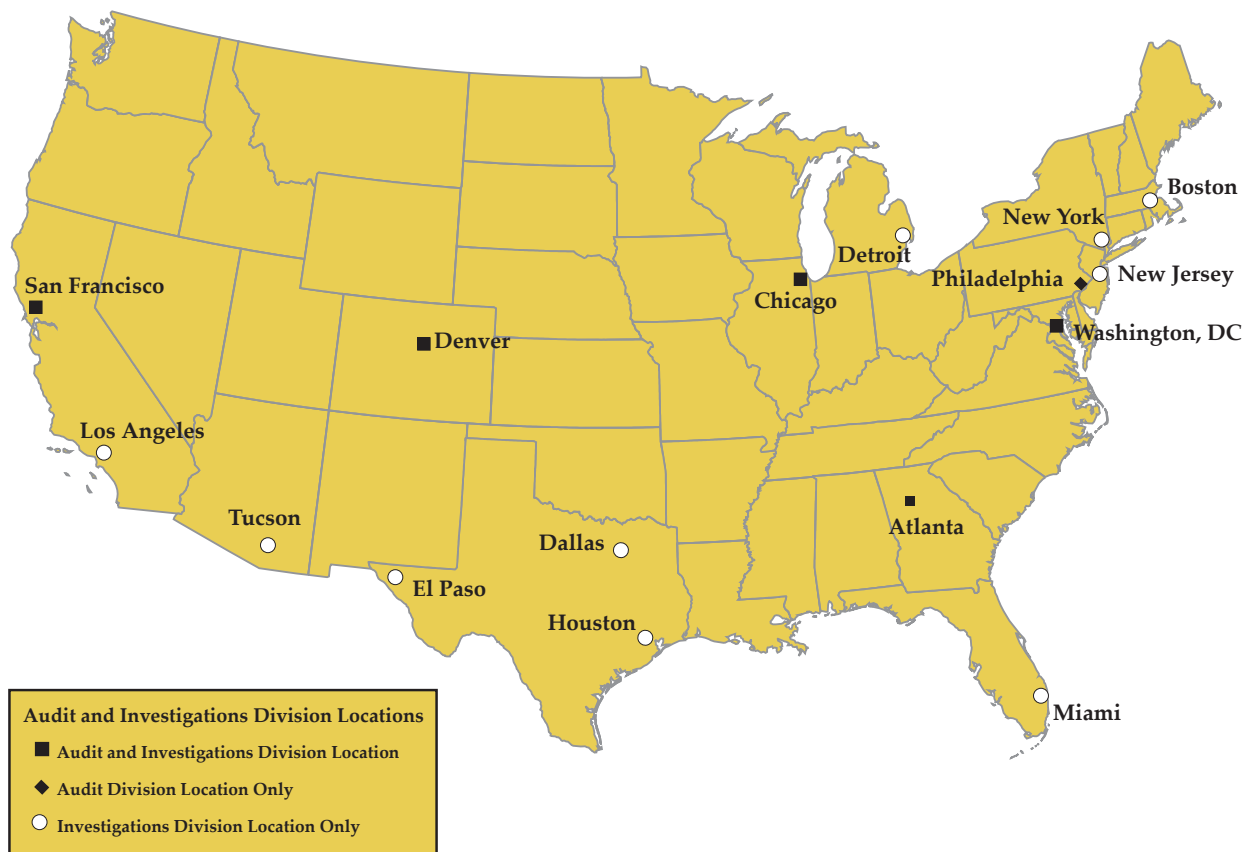 Boston
New York
Detroit
New Jersey
Philadelphia
San Francisco
Chicago
Washington, DC
Denver
Los Angeles
Tucson
Atlanta
Dallas
El Paso
Houston
Miami
Audit and Investigations Division Locations
Audit and Investigations Division Location
Audit Division Location Only
Investigations Division Location Only